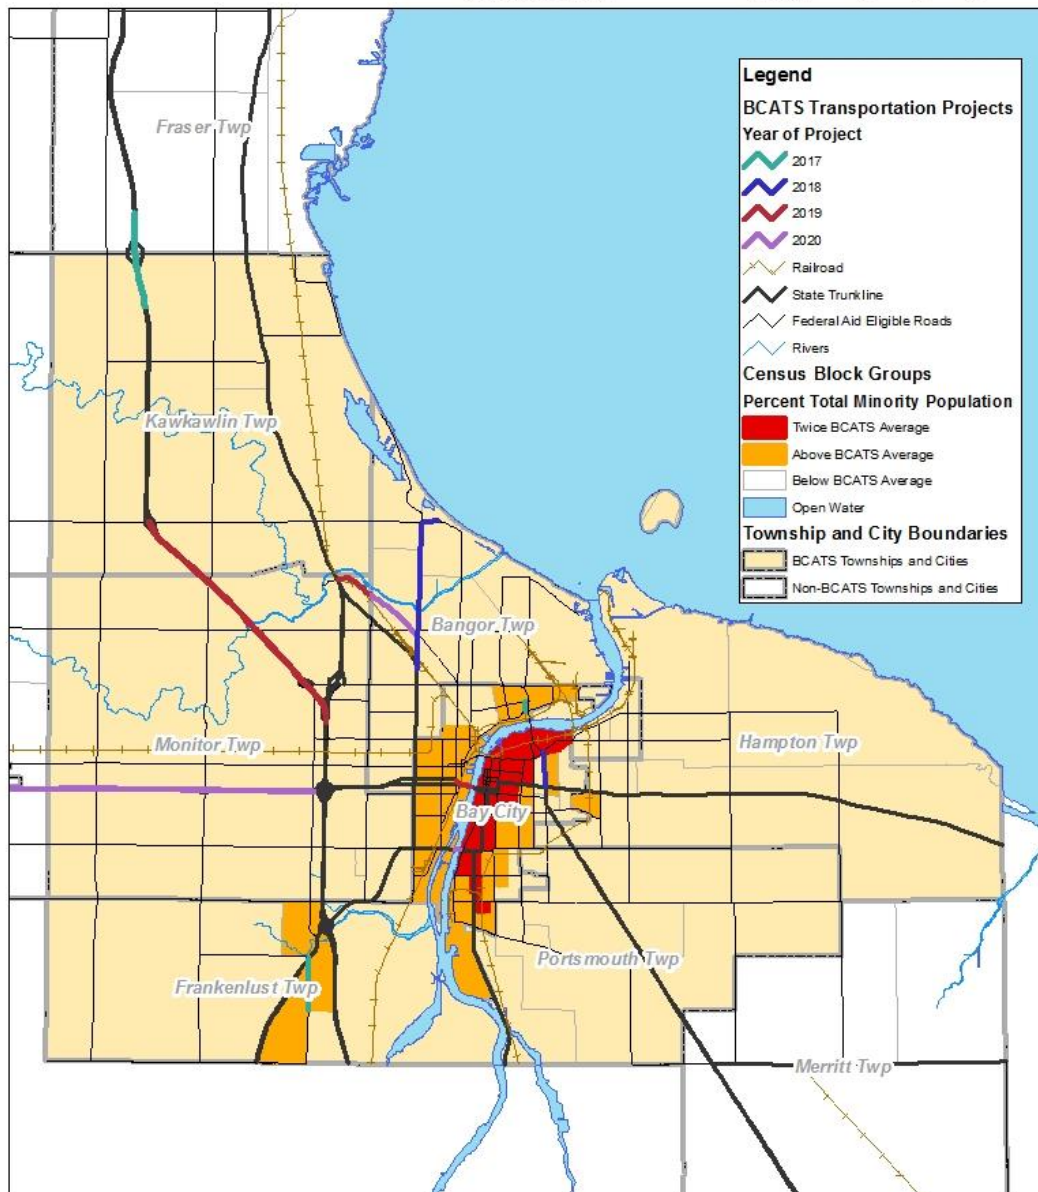 Legend
BCATS Transportation Projects
Year of Project
2017
2018
2019
2020
Railroad
State Trunkline
Federal Aid Eligible Roads
Rivers
Census Block Groups
Percent Total Minority Population
Twice BCATS Average
Above BCATS Average
Below BCATS Average
Open Water
Township and City Boundaries
BCATS Townships and Cities
Non-BCATS Townships and Cities
Fraser Twp
Kawkawlin Twp
Bangor Twp
Monitor Twp
Hampton Twp
Bay City
Frankenlust Twp
Portsmouth Twp
Merritt Twp